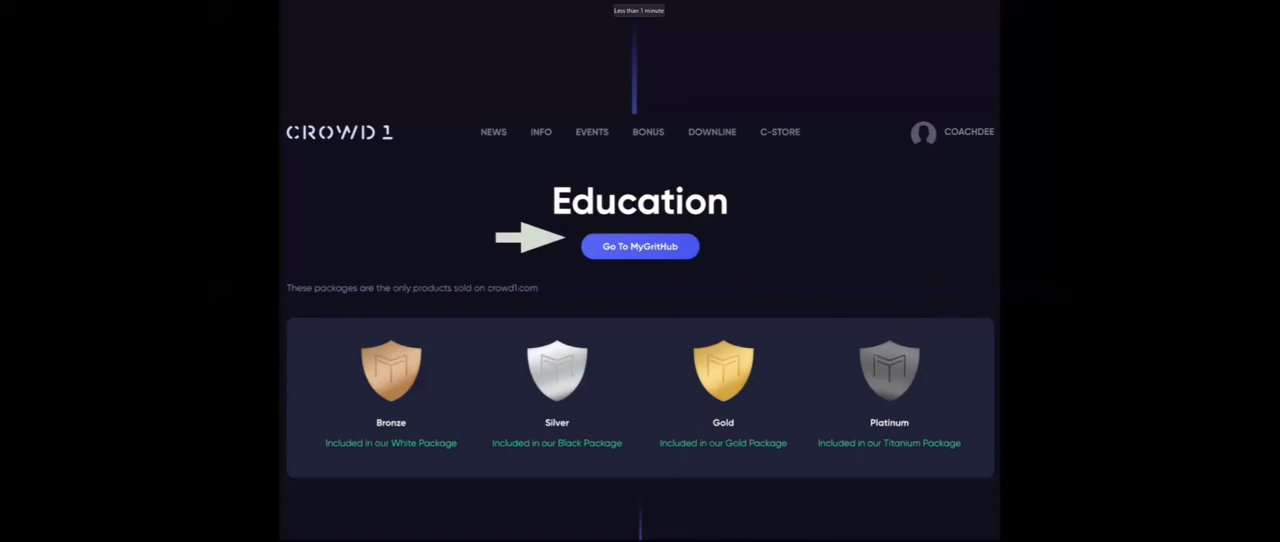 Less than 1 minute
CROWD 1
NEWS
INFO
EVENTS
BONUS
DOWNLINE
C-STORE
COACHDEE
Education
Go To MyGritHub
These packages are the only products sold on crowd1.com
Bronze
Silver
Gold
Platinum
Included in our White Package
Included in our Black Package
Included in our Gold Package
Included in our Titanium Package